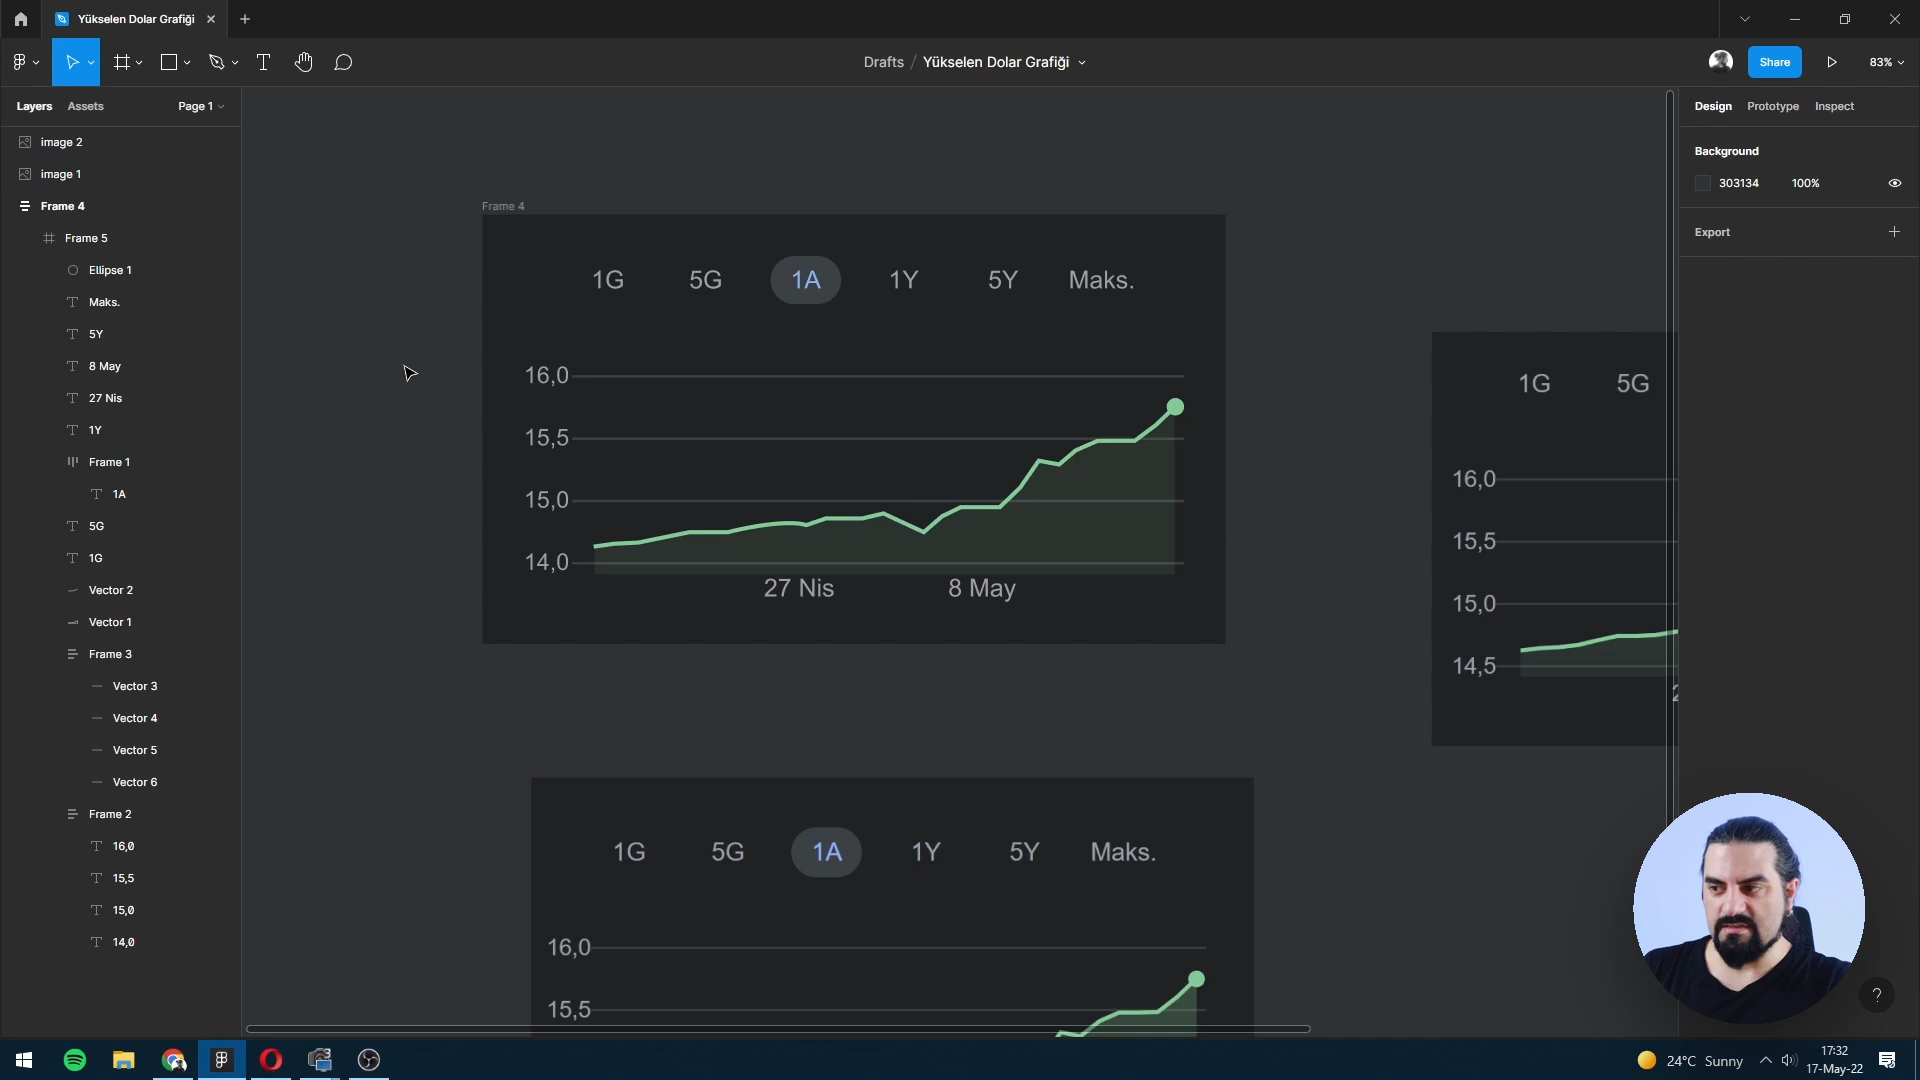 Yükselen Dolar Grafiği
Drafts / Yükselen Dolar Grafiği
Share
83%
Layers Assets Page 1
image 2
image 1
Frame 4
Frame 5
Ellipse 1
Maks.
5Y
8 May
27 Nis
1Y
Frame 1
1A
5G
1G
Vector 2
Vector 1
Frame 3
Vector 3
Vector 4
Vector 5
Vector 6
Frame 2
16,0
15,5
15,0
14,0
Frame 4
1G 5G 1A 1Y 5Y Maks.
16,0
15,5
15,0
14,0
27 Nis 8 May
1G 5G
16,0
15,5
15,0
14,5
2
1G 5G 1A 1Y 5Y Maks.
16,0
15,5
Design Prototype Inspect
Background
303134 100%
Export
?
24°C Sunny
17:32
17-May-22